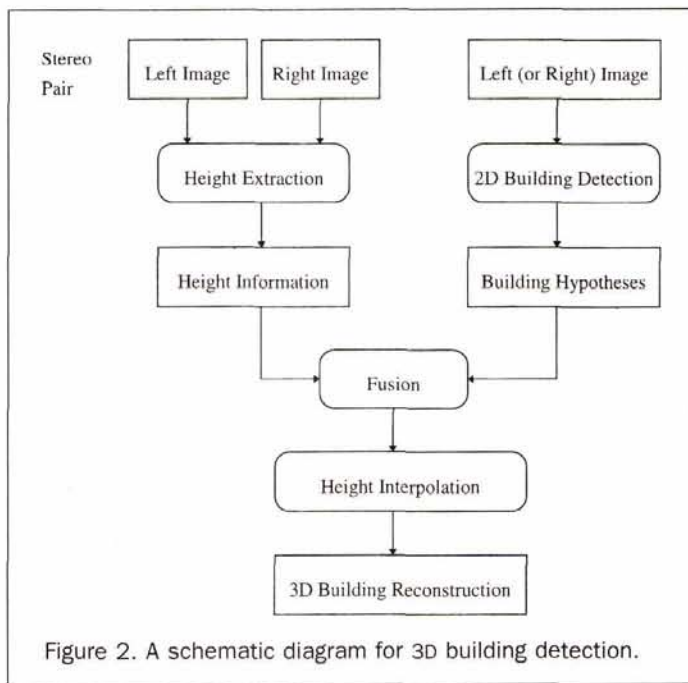 Stereo
Pair
Left Image
Right Image
Left (or Right) Image
Height Extraction
2D Building Detection
Height Information
Building Hypotheses
Fusion
Height Interpolation
3D Building Reconstruction
Figure 2. A schematic diagram for 3D building detection.